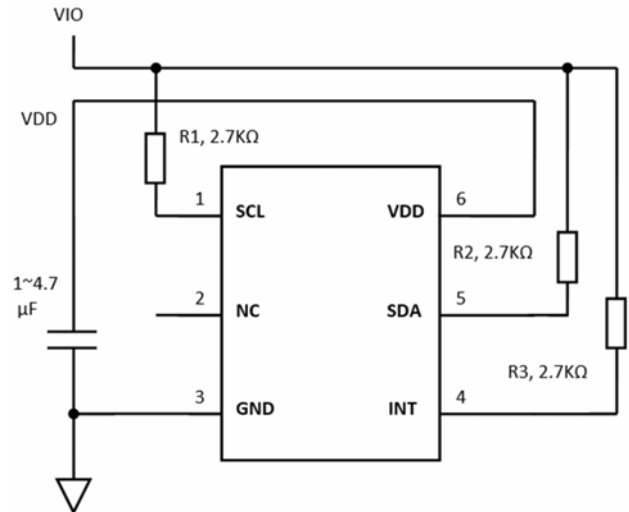 VIO
VDD
R1, 2.7KΩ
1
SCL
VDD
6
R2, 2.7KΩ
1~4.7
μF
2
NC
SDA
5
R3, 2.7KΩ
3
GND
INT
4